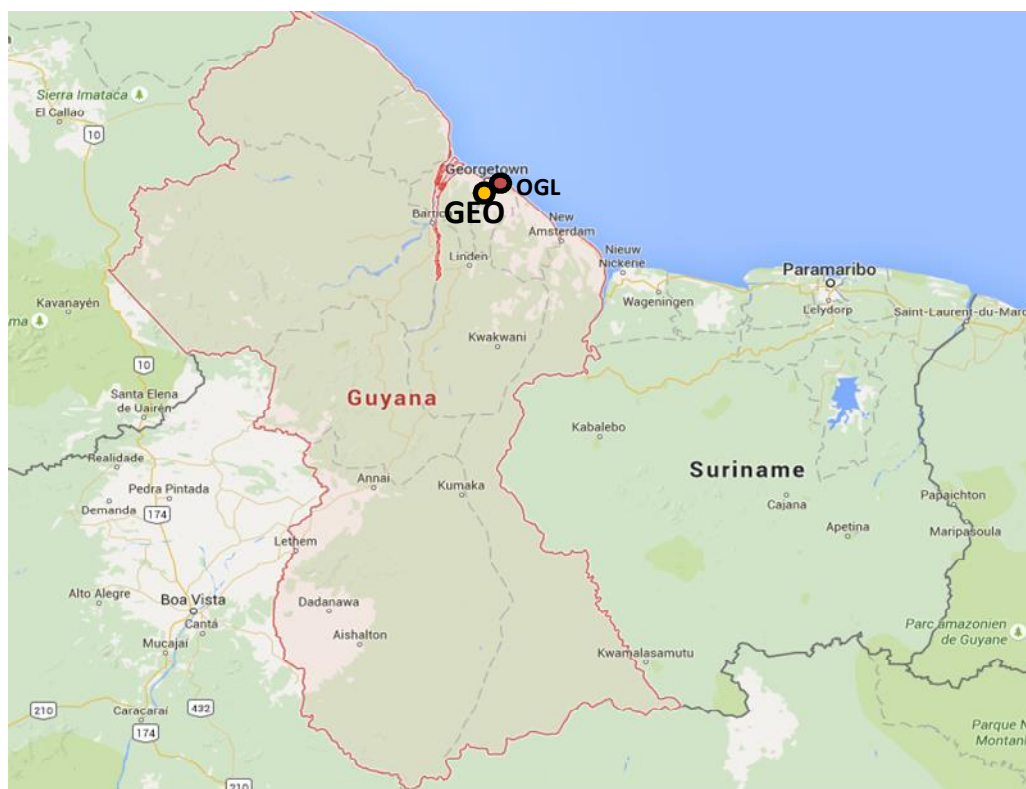 Sierra Imataca
El Callao
10
Georgetown
OGL
GEO
New
Amsterdam
Linden
Nieuw
Nickerie
Paramaribo
Wageningen
Lelydorp
Saint-Laurent-du-Mar
Kavanayén
Kwakwani
10
Santa Elena
de Uairén
Guyana
Kabalebo
Realidade
Suriname
Pedra Pintada
Annai
Kumaka
Demanda
174
Cajana
Papaichton
Apetina
Maripasoula
Lethem
Alto Alegre
Boa Vista
Dadanawa
Cantá
Parc amazonien
de Guyane
Mucajaí
Aishalton
Kwamalasamutu
210
432
Caracaraí
174
Parque N
Montan
210